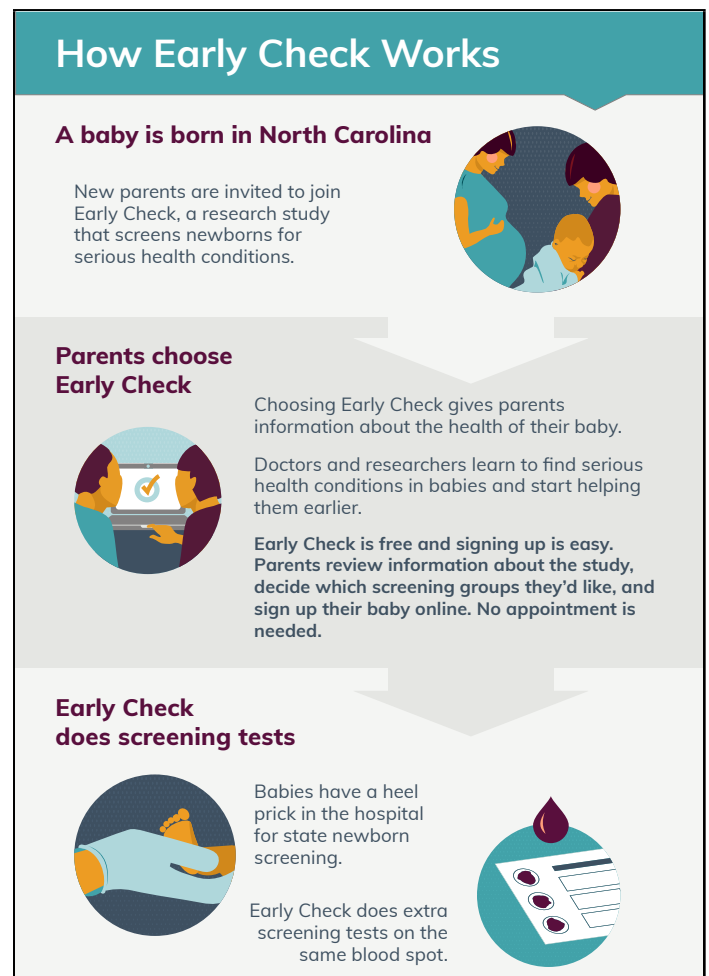 How Early Check Works
A baby is born in North Carolina
New parents are invited to join
Early Check, a research study
that screens newborns for
serious health conditions.
Parents choose
Early Check
Choosing Early Check gives parents
information about the health of their baby.
Doctors and researchers learn to find serious
health conditions in babies and start helping
them earlier.
Early Check is free and signing up is easy.
Parents review information about the study,
decide which screening groups they’d like, and
sign up their baby online. No appointment is
needed.
Early Check
does screening tests
Babies have a heel
prick in the hospital
for state newborn
screening.
Early Check does extra
screening tests on the
same blood spot.